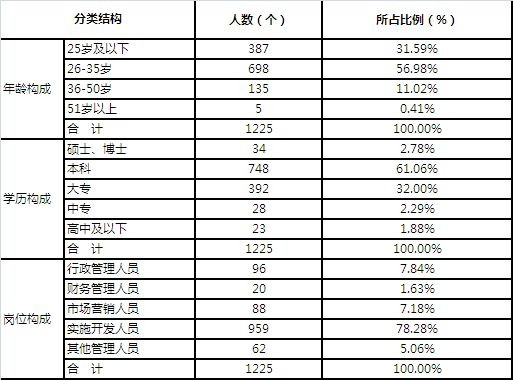 分类结构 人数（个） 所占比例（%）
年龄构成 25岁及以下 387 31.59%
26-35岁 698 56.98%
36-50岁 135 11.02%
51岁以上 5 0.41%
合 计 1225 100.00%
学历构成 硕士、博士 34 2.78%
本科 748 61.06%
大专 392 32.00%
中专 28 2.29%
高中及以下 23 1.88%
合 计 1225 100.00%
岗位构成 行政管理人员 96 7.84%
财务管理人员 20 1.63%
市场营销人员 88 7.18%
实施开发人员 959 78.28%
其他管理人员 62 5.06%
合 计 1225 100.00%